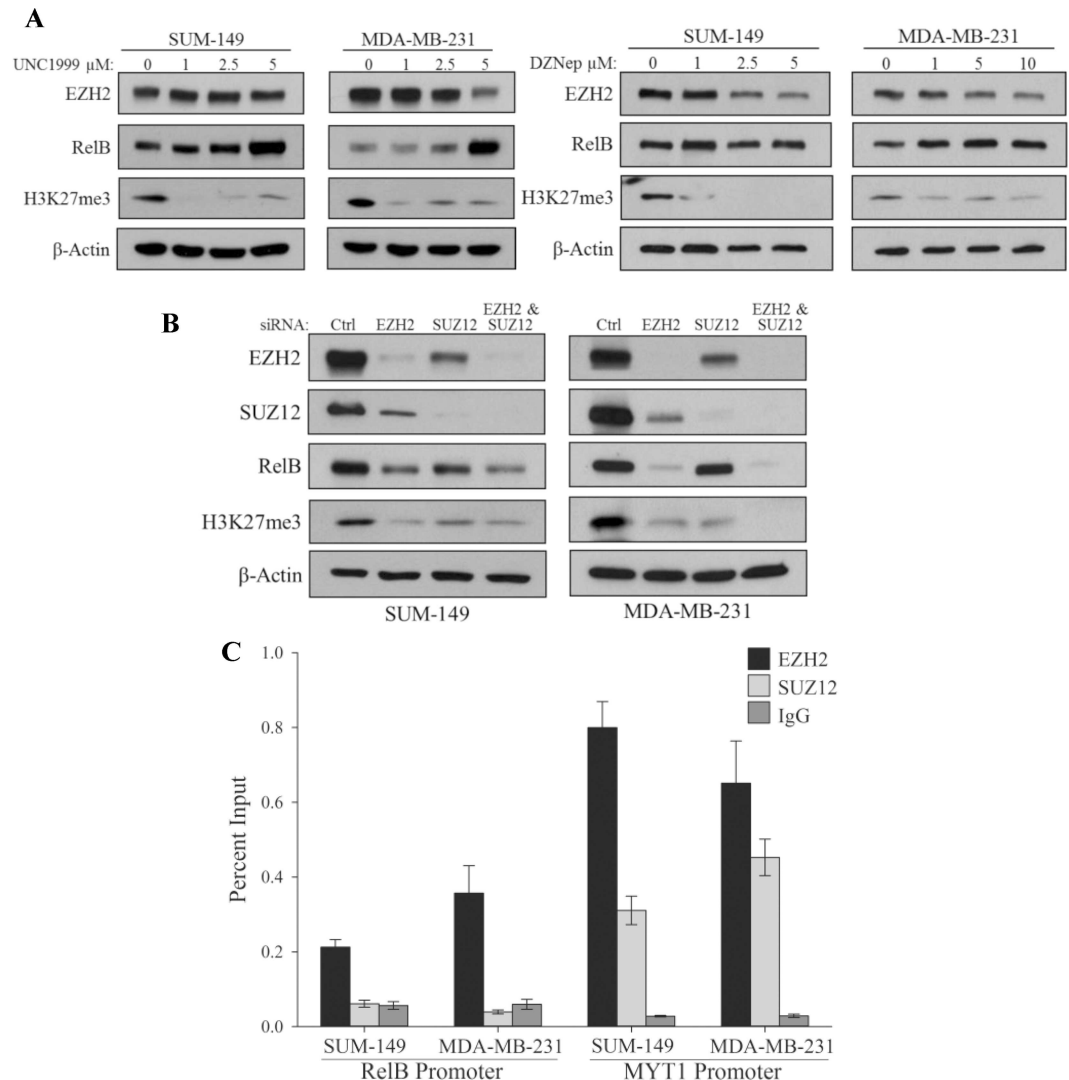 A
SUM-149 MDA-MB-231
UNC1999 µM: 0 1 2.5 5 0 1 2.5 5
EZH2
RelB
H3K27me3
β-Actin
SUM-149 MDA-MB-231
DZNep µM: 0 1 2.5 5 0 1 5 10
EZH2
RelB
H3K27me3
β-Actin
B
siRNA: Ctrl EZH2 SUZ12 EZH2 & SUZ12 Ctrl EZH2 SUZ12 EZH2 & SUZ12
EZH2
SUZ12
RelB
H3K27me3
β-Actin
SUM-149 MDA-MB-231
C
Percent Input
1.0
0.8
0.6
0.4
0.2
0.0
EZH2
SUZ12
IgG
SUM-149 MDA-MB-231 SUM-149 MDA-MB-231
RelB Promoter MYT1 Promoter